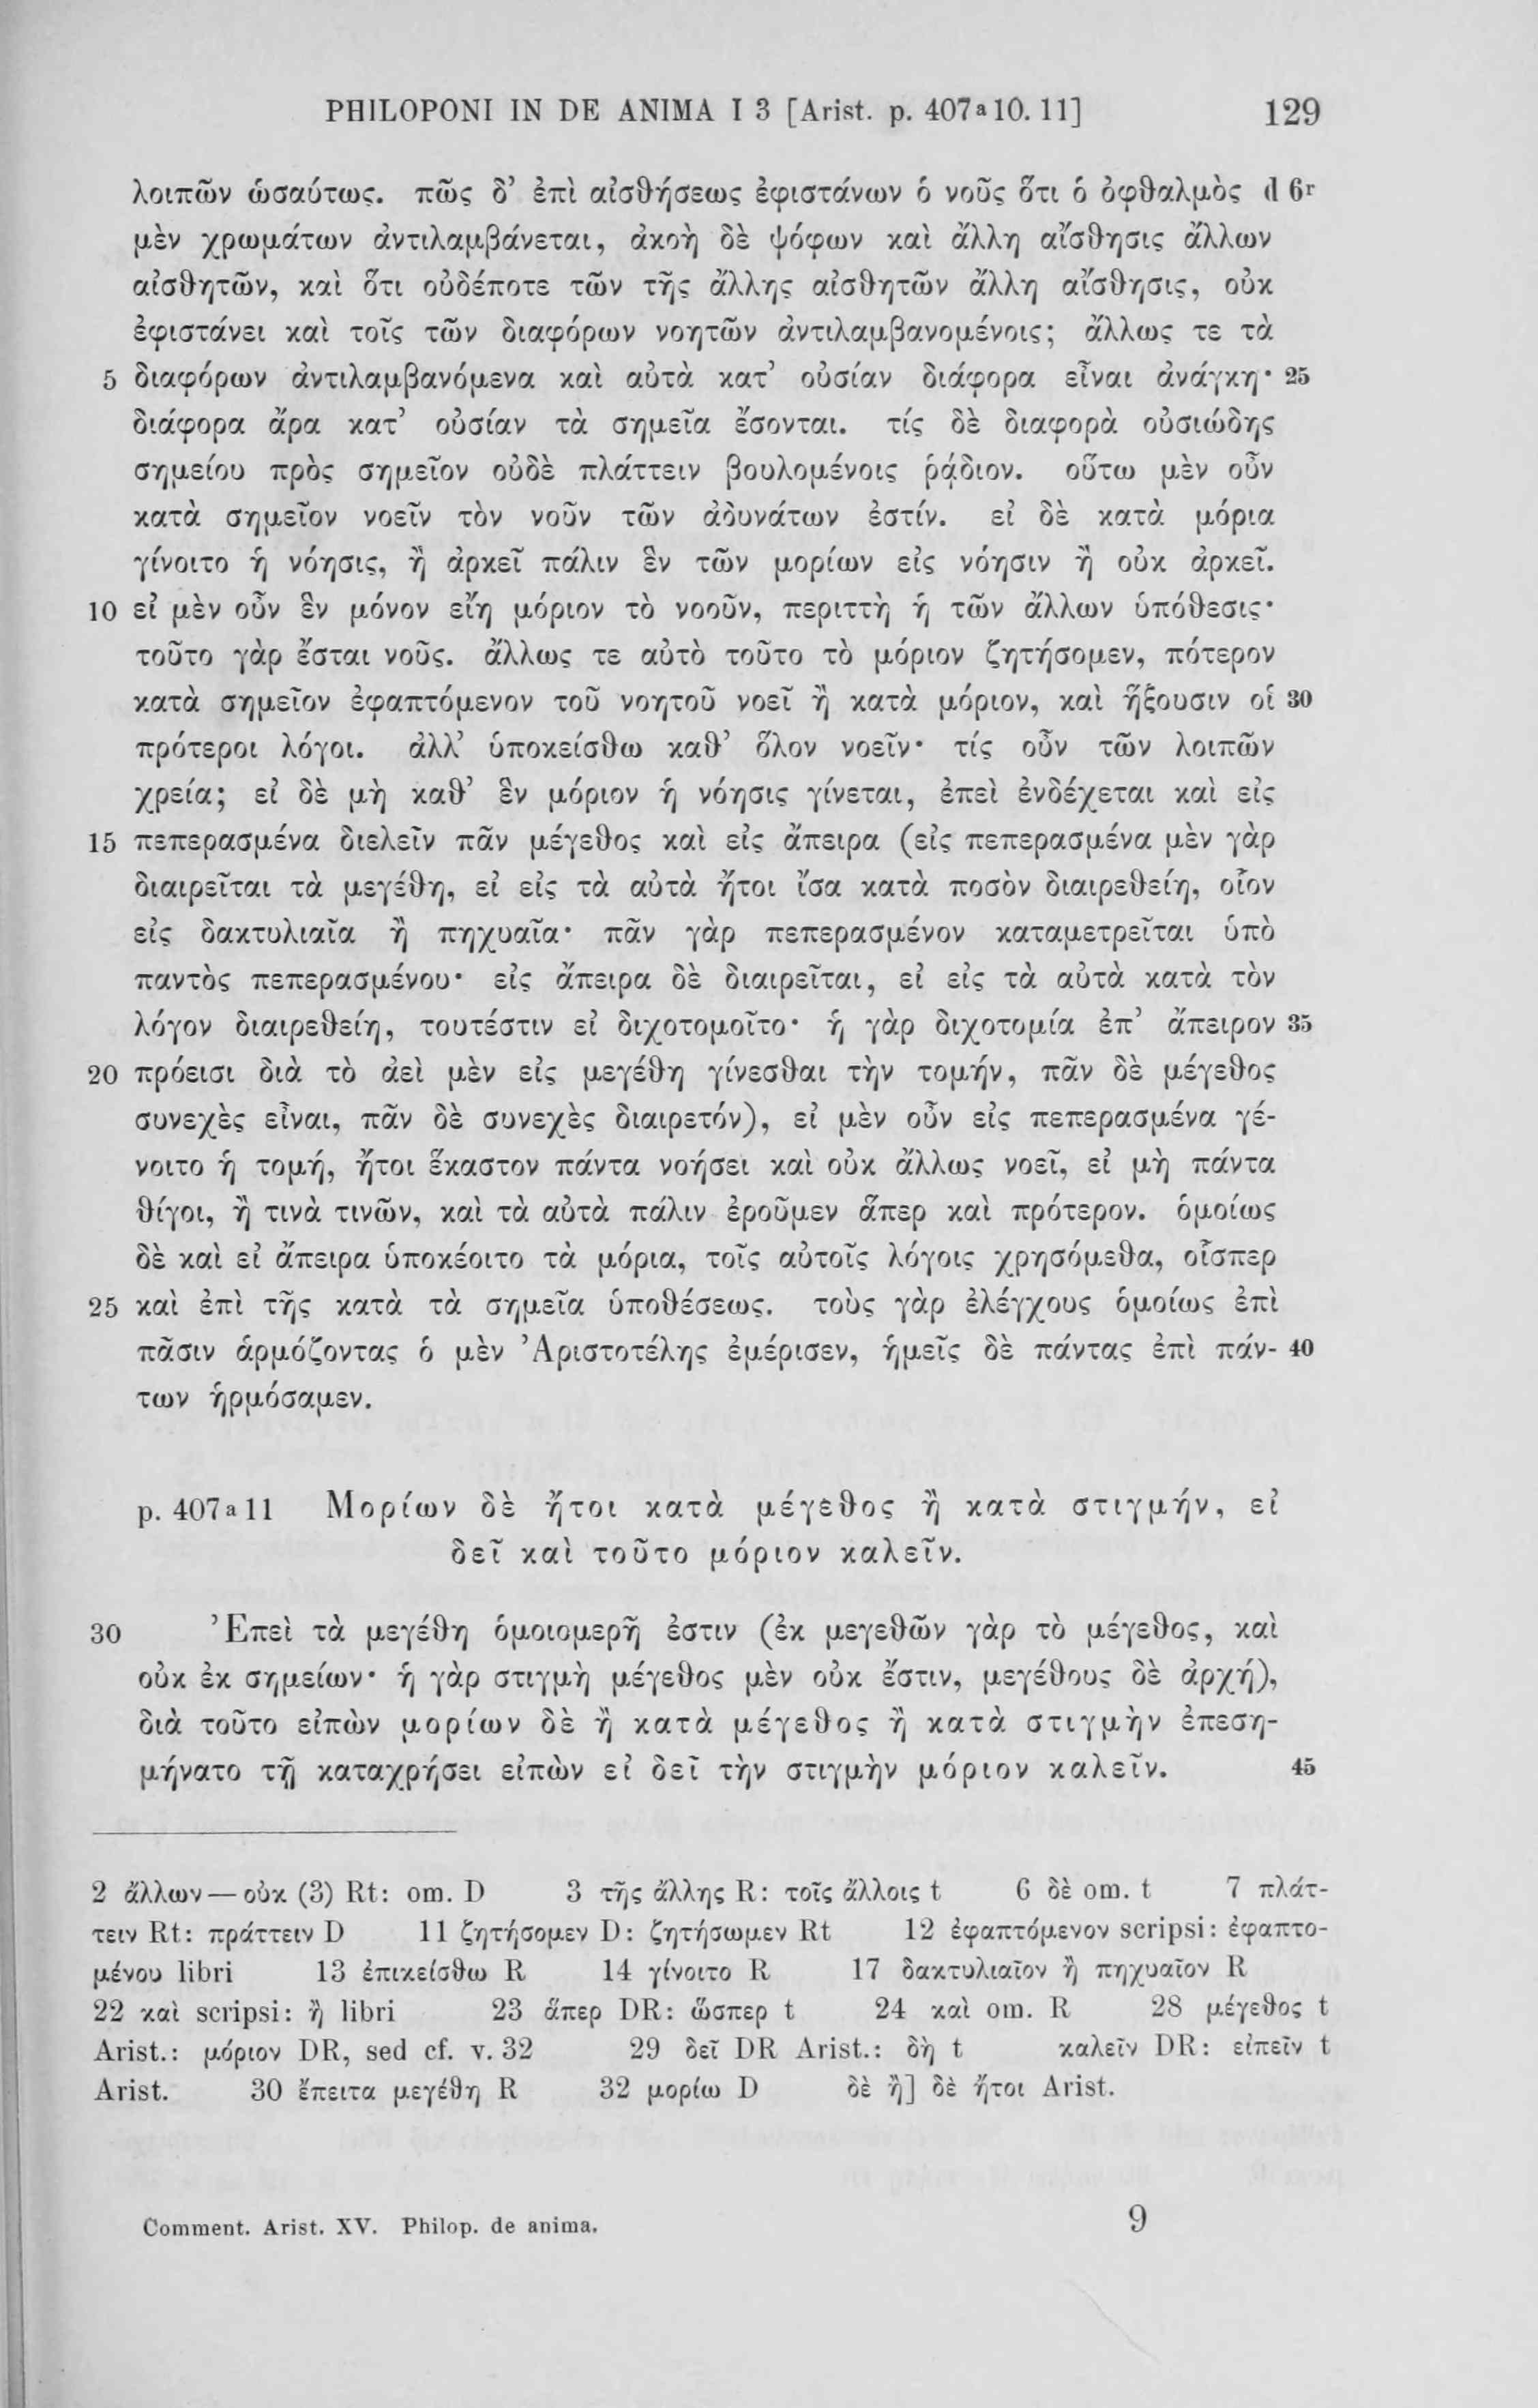 PHILOPONI IN DE ANIMA I 3 [Arist. p. 407a10. 11] 129
λοιπῶν ὡσαύτως. πῶς δ’ ἐπὶ αἰσθήσεως ἐφιστάνων ὁ νοῦς ὅτι ὁ ὀφθαλμὸς d 6r
μὲν χρωμάτων ἀντιλαμβάνεται, ἀκοὴ δὲ ψόφων καὶ ἄλλη αἴσθησις ἄλλων
αἰσθητῶν, καὶ ὅτι οὐδέποτε τῶν τῆς ἄλλης αἰσθητῶν ἄλλη αἴσθησις, οὐκ
ἐφιστάνει καὶ τοῖς τῶν διαφόρων νοητῶν ἀντιλαμβανομένοις; ἄλλως τε τὰ
5 διαφόρων ἀντιλαμβανόμενα καὶ αὐτὰ κατ’ οὐσίαν διάφορα εἶναι ἀνάγκη· 25
διάφορα ἄρα κατ’ οὐσίαν τὰ σημεῖα ἔσονται. τίς δὲ διαφορὰ οὐσιώδης
σημείου πρὸς σημεῖον οὐδὲ πλάττειν βουλομένοις ῥᾴδιον. οὕτω μὲν οὖν
κατὰ σημεῖον νοεῖν τὸν νοῦν τῶν ἀδυνάτων ἐστίν. εἰ δὲ κατὰ μόρια
γίνοιτο ἡ νόησις, ἢ ἀρκεῖ πάλιν ἓν τῶν μορίων εἰς νόησιν ἢ οὐκ ἀρκεῖ.
10 εἰ μὲν οὖν ἓν μόνον εἴη μόριον τὸ νοοῦν, περιττὴ ἡ τῶν ἄλλων ὑπόθεσις·
τοῦτο γὰρ ἔσται νοῦς. ἄλλως τε αὐτὸ τοῦτο τὸ μόριον ζητήσομεν, πότερον
κατὰ σημεῖον ἐφαπτόμενον τοῦ νοητοῦ νοεῖ ἢ κατὰ μόριον, καὶ ἥξουσιν οἱ 30
πρότεροι λόγοι. ἀλλ’ ὑποκείσθω καθ’ ὅλον νοεῖν· τίς οὖν τῶν λοιπῶν
χρεία; εἰ δὲ μὴ καθ’ ἓν μόριον ἡ νόησις γίνεται, ἐπεὶ ἐνδέχεται καὶ εἰς
15 πεπερασμένα διελεῖν πᾶν μέγεθος καὶ εἰς ἄπειρα (εἰς πεπερασμένα μὲν γὰρ
διαιρεῖται τὰ μεγέθη, εἰ εἰς τὰ αὐτὰ ἤτοι ἴσα κατὰ ποσὸν διαιρεθείη, οἷον
εἰς δακτυλιαῖα ἢ πηχυαῖα· πᾶν γὰρ πεπερασμένον καταμετρεῖται ὑπὸ
παντὸς πεπερασμένου· εἰς ἄπειρα δὲ διαιρεῖται, εἰ εἰς τὰ αὐτὰ κατὰ τὸν
λόγον διαιρεθείη, τουτέστιν εἰ διχοτομοῖτο· ἡ γὰρ διχοτομία ἐπ’ ἄπειρον 35
20 πρόεισι διὰ τὸ ἀεὶ μὲν εἰς μεγέθη γίνεσθαι τὴν τομήν, πᾶν δὲ μέγεθος
συνεχὲς εἶναι, πᾶν δὲ συνεχὲς διαιρετόν), εἰ μὲν οὖν εἰς πεπερασμένα γέ-
νοιτο ἡ τομή, ἤτοι ἕκαστον πάντα νοήσει καὶ οὐκ ἄλλως νοεῖ, εἰ μὴ πάντα
θίγοι, ἢ τινὰ τινῶν, καὶ τὰ αὐτὰ πάλιν ἐροῦμεν ἅπερ καὶ πρότερον. ὁμοίως
δὲ καὶ εἰ ἄπειρα ὑποκέοιτο τὰ μόρια, τοῖς αὐτοῖς λόγοις χρησόμεθα, οἷσπερ
25 καὶ ἐπὶ τῆς κατὰ τὰ σημεῖα ὑποθέσεως. τοὺς γὰρ ἐλέγχους ὁμοίως ἐπὶ
πᾶσιν ἁρμόζοντας ὁ μὲν Ἀριστοτέλης ἐμέρισεν, ἡμεῖς δὲ πάντας ἐπὶ πάν- 40
των ἡρμόσαμεν.
p. 407a11 Μορίων δὲ ἤτοι κατὰ μέγεθος ἢ κατὰ στιγμήν, εἰ
δεῖ καὶ τοῦτο μόριον καλεῖν.
30 Ἐπεὶ τὰ μεγέθη ὁμοιομερῆ ἐστιν (ἐκ μεγεθῶν γὰρ τὸ μέγεθος, καὶ
οὐκ ἐκ σημείων· ἡ γὰρ στιγμὴ μέγεθος μὲν οὐκ ἔστιν, μεγέθους δὲ ἀρχή),
διὰ τοῦτο εἰπὼν μορίων δὲ ἢ κατὰ μέγεθος ἢ κατὰ στιγμὴν ἐπεση-
μήνατο τῇ καταχρήσει εἰπὼν εἰ δεῖ τὴν στιγμὴν μόριον καλεῖν. 45
2 ἄλλων — οὐκ (3) Rt: om. D 3 τῆς ἄλλης R: τοῖς ἄλλοις t 6 δὲ om. t 7 πλάτ-
τειν Rt: πράττειν D 11 ζητήσομεν D: ζητήσωμεν Rt 12 ἐφαπτόμενον scripsi: ἐφαπτο-
μένου libri 13 ἐπικείσθω R 14 γίνοιτο R 17 δακτυλιαῖον ἢ πηχυαῖον R
22 καὶ scripsi: ἢ libri 23 ἅπερ DR: ὥσπερ t 24 καὶ om. R 28 μέγεθος t
Arist.: μόριον DR, sed cf. v. 32 29 δεῖ DR Arist.: δὴ t καλεῖν DR: εἰπεῖν t
Arist. 30 ἔπειτα μεγέθη R 32 μορίω D δὲ ἢ] δὲ ἤτοι Arist.
Comment. Arist. XV. Philop. de anima. 9